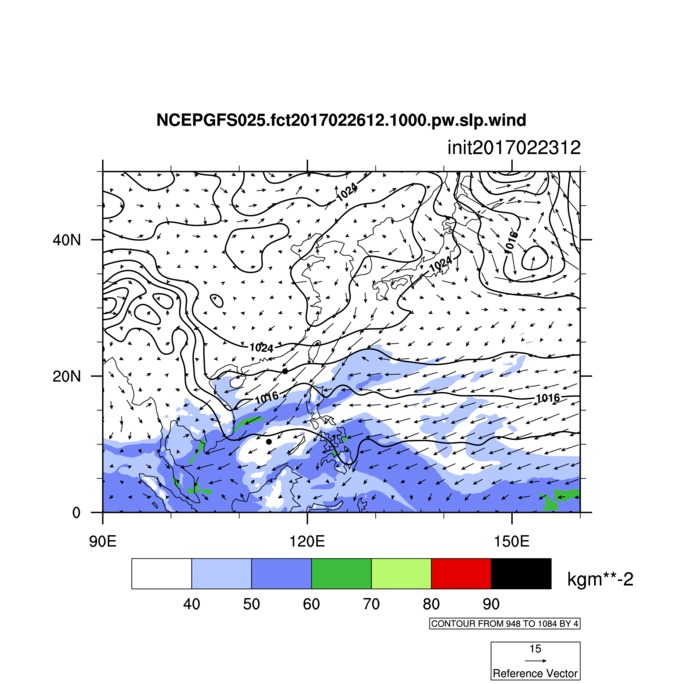 NCEPGFS025.fct2017022612.1000.pw.slp.wind
init2017022312
1024
1016
40N
1024
1024
20N
1016
1016
0
90E 120E 150E
kgm**-2
40 50 60 70 80 90
CONTOUR FROM 948 TO 1084 BY 4
15
Reference Vector